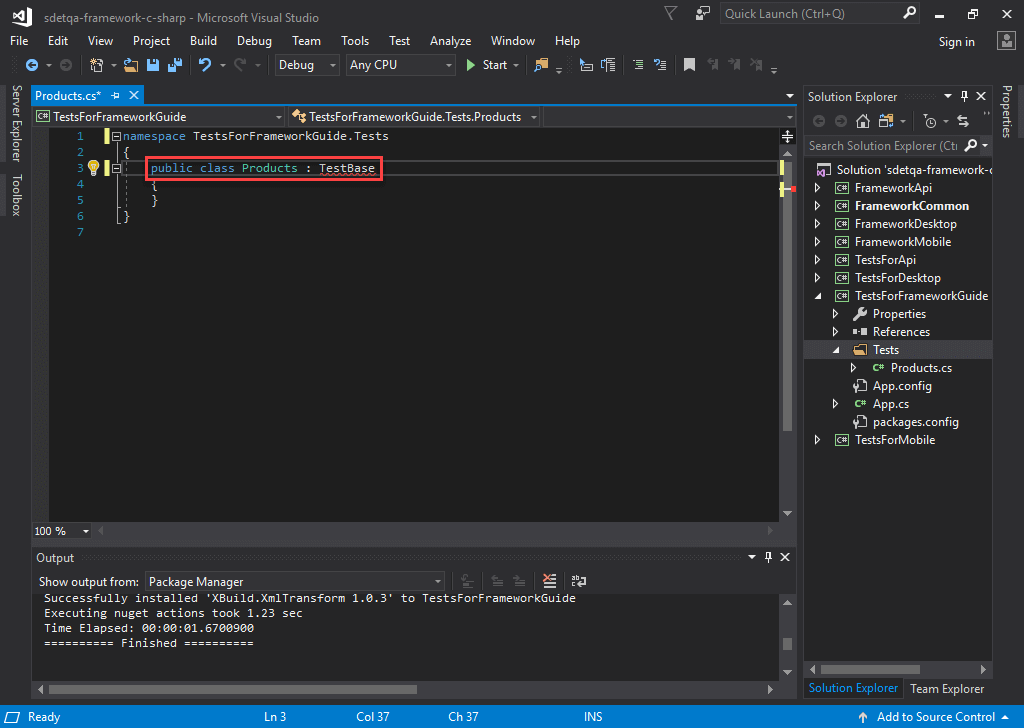 sdetqa-framework-c-sharp - Microsoft Visual Studio
Quick Launch (Ctrl+Q)
File Edit View Project Build Debug Team Tools Test Analyze Window Help
Sign in
Debug Any CPU Start
Server Explorer
Toolbox
Products.cs*
TestsForFrameworkGuide TestsForFrameworkGuide.Tests.Products
1 namespace TestsForFrameworkGuide.Tests
2 {
3 public class Products : TestBase
4 {
5 }
6 }
7
100 %
Output
Show output from: Package Manager
Successfully installed 'XBuild.XmlTransform 1.0.3' to TestsForFrameworkGuide
Executing nuget actions took 1.23 sec
Time Elapsed: 00:00:01.6700900
========== Finished ==========
Solution Explorer
Search Solution Explorer (Ctr
Solution 'sdetqa-framework-c
C# FrameworkApi
C# FrameworkCommon
C# FrameworkDesktop
C# FrameworkMobile
C# TestsForApi
C# TestsForDesktop
C# TestsForFrameworkGuide
Properties
References
Tests
C# Products.cs
App.config
C# App.cs
packages.config
C# TestsForMobile
Solution Explorer Team Explorer
Properties
Ready Ln 3 Col 37 Ch 37 INS Add to Source Control